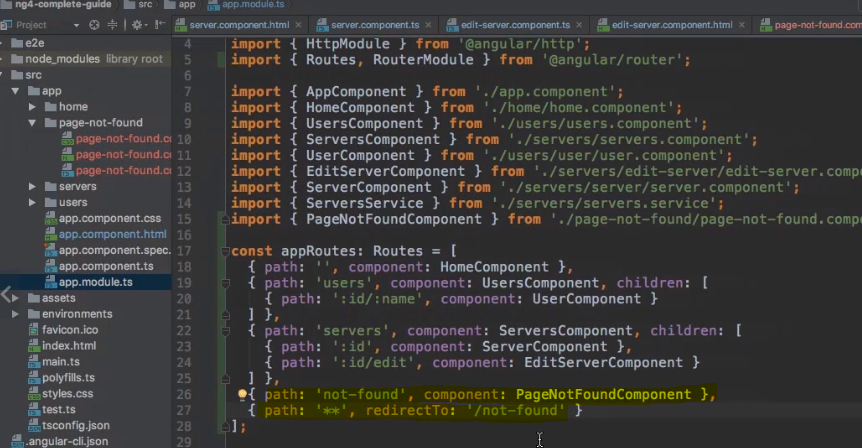 ng4-complete-guide src app app.module.ts
Project
server.component.html server.component.ts edit-server.component.ts edit-server.component.html page-not-found.com
e2e
node_modules library root
src
app
home
page-not-found
page-not-found.co
page-not-found.co
page-not-found.co
servers
users
app.component.css
app.component.html
app.component.spec.
app.component.ts
app.module.ts
assets
environments
favicon.ico
index.html
main.ts
polyfills.ts
styles.css
test.ts
tsconfig.json
.angular-cli.json
4 import { HttpModule } from '@angular/http';
5 import { Routes, RouterModule } from '@angular/router';
6
7 import { AppComponent } from './app.component';
8 import { HomeComponent } from './home/home.component';
9 import { UsersComponent } from './users/users.component';
10 import { ServersComponent } from './servers/servers.component';
11 import { UserComponent } from './users/user/user.component';
12 import { EditServerComponent } from './servers/edit-server/edit-server.component
13 import { ServerComponent } from './servers/server/server.component';
14 import { ServersService } from './servers/servers.service';
15 import { PageNotFoundComponent } from './page-not-found/page-not-found.compo
16
17 const appRoutes: Routes = [
18 { path: '', component: HomeComponent },
19 { path: 'users', component: UsersComponent, children: [
20 { path: ':id/:name', component: UserComponent }
21 ] },
22 { path: 'servers', component: ServersComponent, children: [
23 { path: ':id', component: ServerComponent },
24 { path: ':id/edit', component: EditServerComponent }
25 ] },
26 { path: 'not-found', component: PageNotFoundComponent },
27 { path: '**', redirectTo: '/not-found' }
28 ];
29